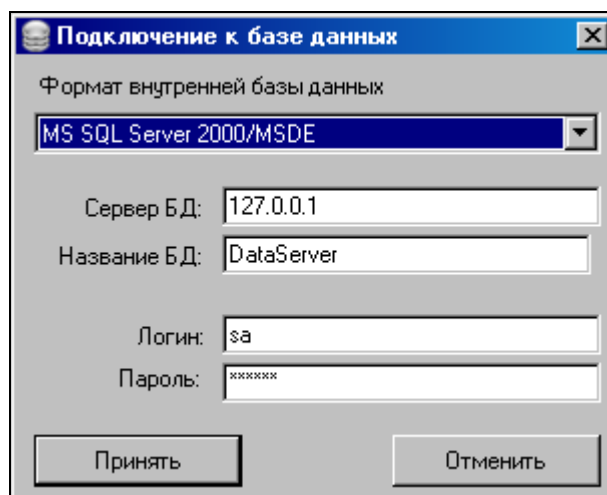 Подключение к базе данных
Формат внутренней базы данных
MS SQL Server 2000/MSDE
Сервер БД: 127.0.0.1
Название БД: DataServer
Логин: sa
Пароль: ******
Принять Отменить